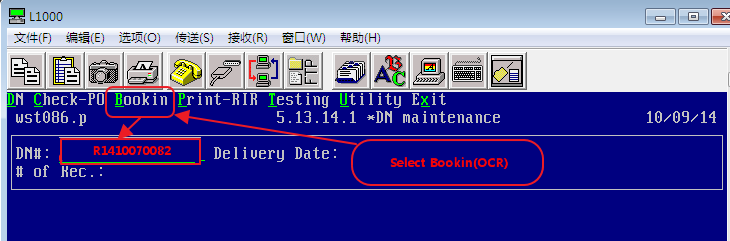 L1000
文件(F) 编辑(E) 选项(O) 传送(S) 接收(R) 窗口(W) 帮助(H)
DN Check-PO Bookin Print-RIR Testing Utility Exit
wst086.p 5.13.14.1 *DN maintenance 10/09/14
DN#: R1410070082 Delivery Date:
Select Bookin(OCR)
# of Rec.: